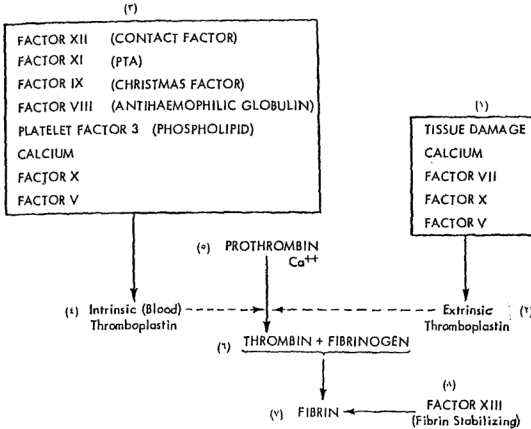 (٣)
FACTOR XII (CONTACT FACTOR)
FACTOR XI (PTA)
FACTOR IX (CHRISTMAS FACTOR)
FACTOR VIII (ANTIHAEMOPHILIC GLOBULIN)
PLATELET FACTOR 3 (PHOSPHOLIPID)
CALCIUM
FACTOR X
FACTOR V
(١)
TISSUE DAMAGE
CALCIUM
FACTOR VII
FACTOR X
FACTOR V
(٥) PROTHROMBIN
Ca++
(٤) Intrinsic (Blood)
Thromboplastin
Extrinsic (٢)
Thromboplastin
(٦) THROMBIN + FIBRINOGEN
(٧) FIBRIN
(٨)
FACTOR XIII
(Fibrin Stabilizing)